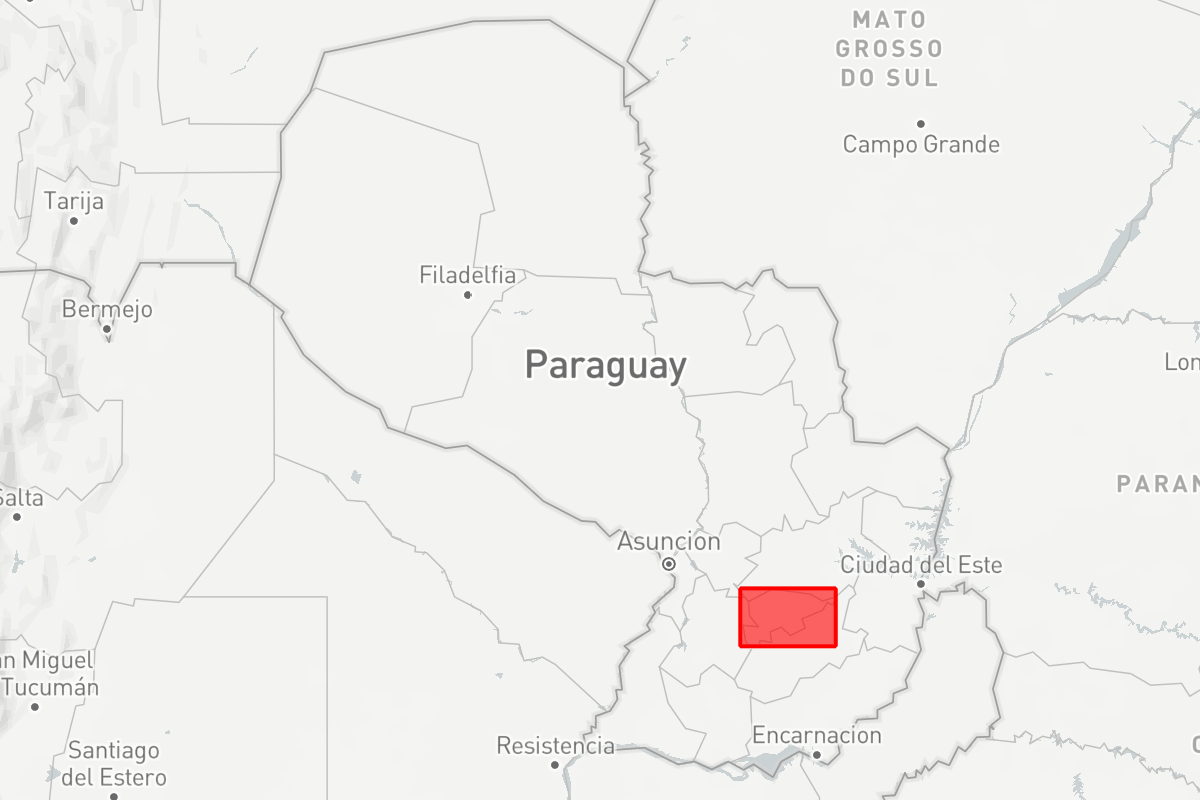 MATO
GROSSO
DO SUL
Campo Grande
Tarija
Filadelfia
Bermejo
Paraguay
Lon
PARAN
Salta
Asuncion
Ciudad del Este
an Miguel
Tucumán
Encarnacion
Resistencia
Santiago
del Estero